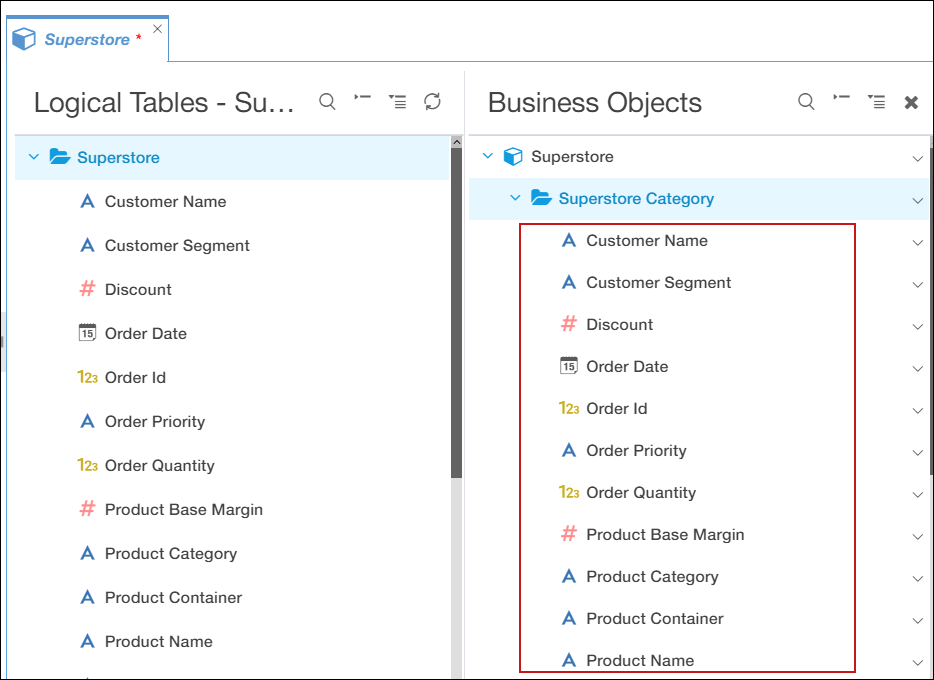 Superstore *
Logical Tables - Su...
Superstore
Customer Name
Customer Segment
# Discount
15 Order Date
123 Order Id
Order Priority
123 Order Quantity
# Product Base Margin
Product Category
Product Container
Product Name
Business Objects
Superstore
Superstore Category
A Customer Name
A Customer Segment
# Discount
15 Order Date
123 Order Id
A Order Priority
123 Order Quantity
# Product Base Margin
A Product Category
A Product Container
A Product Name